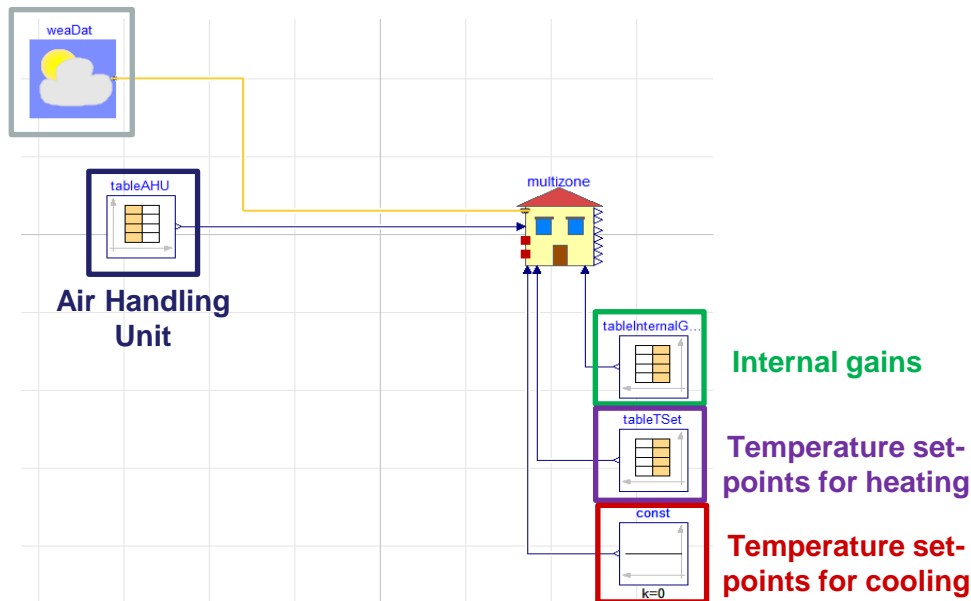 weaDat
tableAHU
Air Handling
Unit
multizone
tableInternalG...
Internal gains
tableTSet
Temperature set-
points for heating
const
k=0
Temperature set-
points for cooling